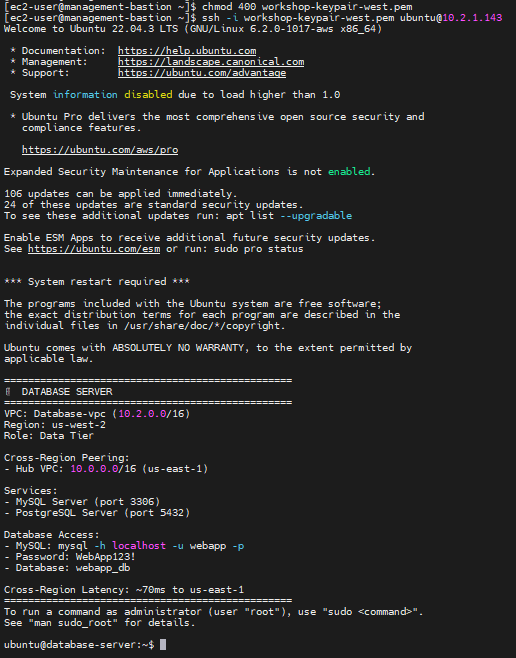 [ec2-user@management-bastion ~]$ chmod 400 workshop-keypair-west.pem
[ec2-user@management-bastion ~]$ ssh -i workshop-keypair-west.pem ubuntu@10.2.1.143
Welcome to Ubuntu 22.04.3 LTS (GNU/Linux 6.2.0-1017-aws x86_64)
* Documentation:  https://help.ubuntu.com
* Management:     https://landscape.canonical.com
* Support:        https://ubuntu.com/advantage
System information disabled due to load higher than 1.0
* Ubuntu Pro delivers the most comprehensive open source security and
compliance features.
https://ubuntu.com/aws/pro
Expanded Security Maintenance for Applications is not enabled.
106 updates can be applied immediately.
24 of these updates are standard security updates.
To see these additional updates run: apt list --upgradable
Enable ESM Apps to receive additional future security updates.
See https://ubuntu.com/esm or run: sudo pro status
*** System restart required ***
The programs included with the Ubuntu system are free software;
the exact distribution terms for each program are described in the
individual files in /usr/share/doc/*/copyright.
Ubuntu comes with ABSOLUTELY NO WARRANTY, to the extent permitted by
applicable law.
================================================
DATABASE SERVER
================================================
VPC: Database-vpc (10.2.0.0/16)
Region: us-west-2
Role: Data Tier
Cross-Region Peering:
- Hub VPC: 10.0.0.0/16 (us-east-1)
Services:
- MySQL Server (port 3306)
- PostgreSQL Server (port 5432)
Database Access:
- MySQL: mysql -h localhost -u webapp -p
- Password: WebApp123!
- Database: webapp_db
Cross-Region Latency: ~70ms to us-east-1
================================================
To run a command as administrator (user "root"), use "sudo <command>".
See "man sudo_root" for details.
ubuntu@database-server:~$